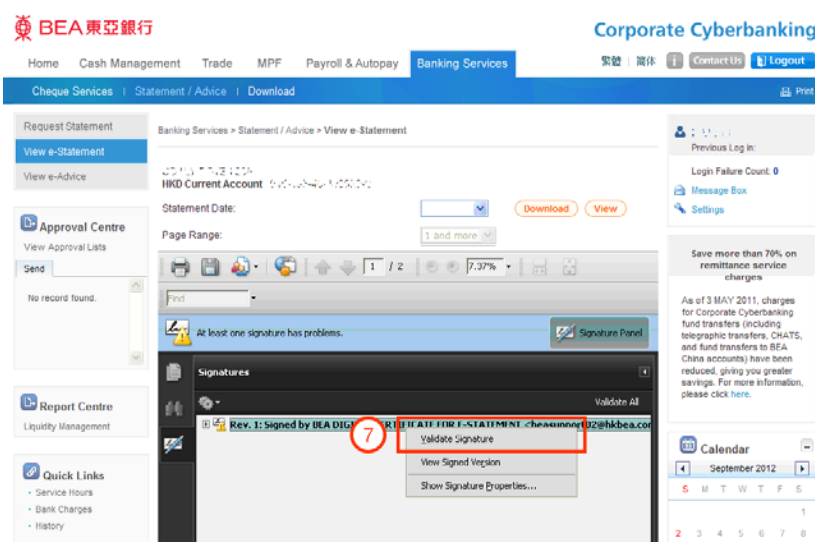 BEA東亞銀行
Corporate Cyberbanking
Home Cash Management Trade MPF Payroll & Autopay Banking Services
繁體 | 简体 i Contact Us Logout
Cheque Services | Statement / Advice | Download
Print
Request Statement
View e-Statement
View e-Advice
Approval Centre
View Approval Lists
Send
No record found.
Report Centre
Liquidity Management
Quick Links
Service Hours
Bank Charges
History
Banking Services > Statement / Advice > View e-Statement
HKD Current Account
Statement Date:
Download View
Page Range:
1 and more
1 / 2 7.37%
Find
At least one signature has problems.
Signature Panel
Signatures
Validate All
Rev. 1: Signed by BEA DIGITAL CERTIFICATE FOR E-STATEMENT <beasupport02@hkbea.com
7
Validate Signature
View Signed Version
Show Signature Properties...
Previous Log in:
Login Failure Count: 0
Message Box
Settings
Save more than 70% on
remittance service
charges
As of 3 MAY 2011, charges
for Corporate Cyberbanking
fund transfers (including
telegraphic transfers, CHATS,
and fund transfers to BEA
China accounts) have been
reduced, giving you greater
savings. For more information,
please click here.
Calendar
September 2012
S M T W T F S
1
2 3 4 5 6 7 8